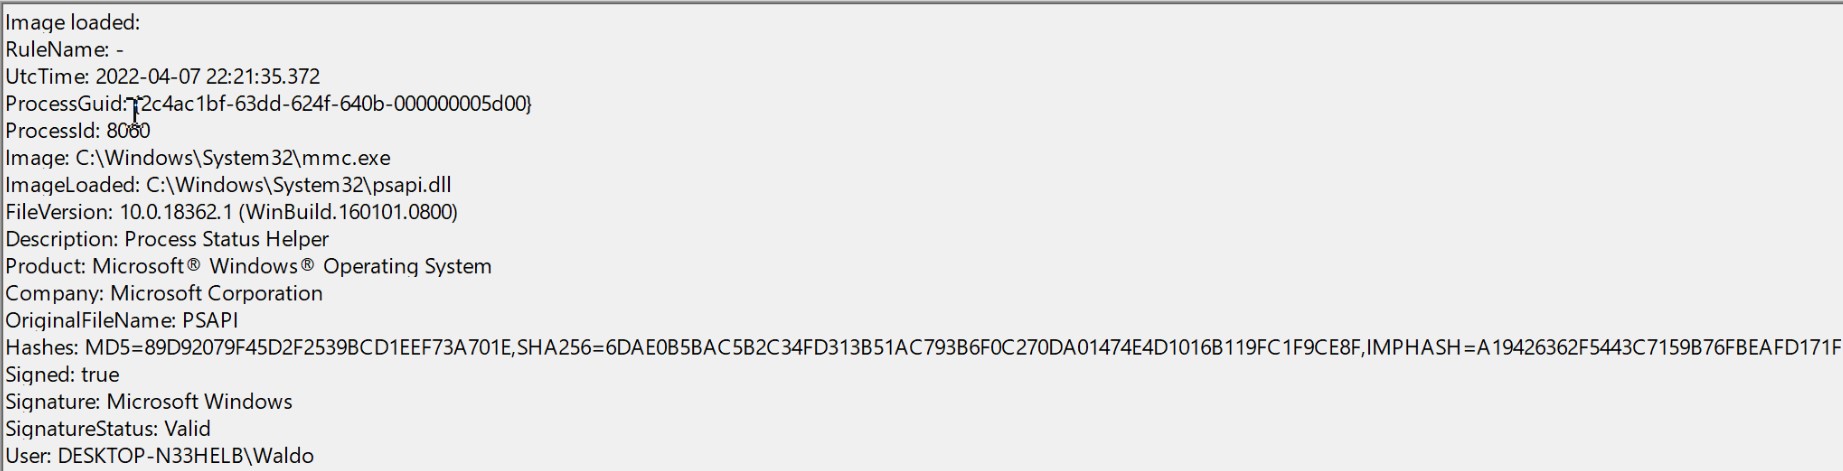 Image loaded:
RuleName: -
UtcTime: 2022-04-07 22:21:35.372
ProcessGuid: {2c4ac1bf-63dd-624f-640b-000000005d00}
ProcessId: 8060
Image: C:\Windows\System32\mmc.exe
ImageLoaded: C:\Windows\System32\psapi.dll
FileVersion: 10.0.18362.1 (WinBuild.160101.0800)
Description: Process Status Helper
Product: Microsoft® Windows® Operating System
Company: Microsoft Corporation
OriginalFileName: PSAPI
Hashes: MD5=89D92079F45D2F2539BCD1EEF73A701E,SHA256=6DAE0B5BAC5B2C34FD313B51AC793B6F0C270DA01474E4D1016B119FC1F9CE8F,IMPHASH=A19426362F5443C7159B76FBEAFD171F
Signed: true
Signature: Microsoft Windows
SignatureStatus: Valid
User: DESKTOP-N33HELB\Waldo